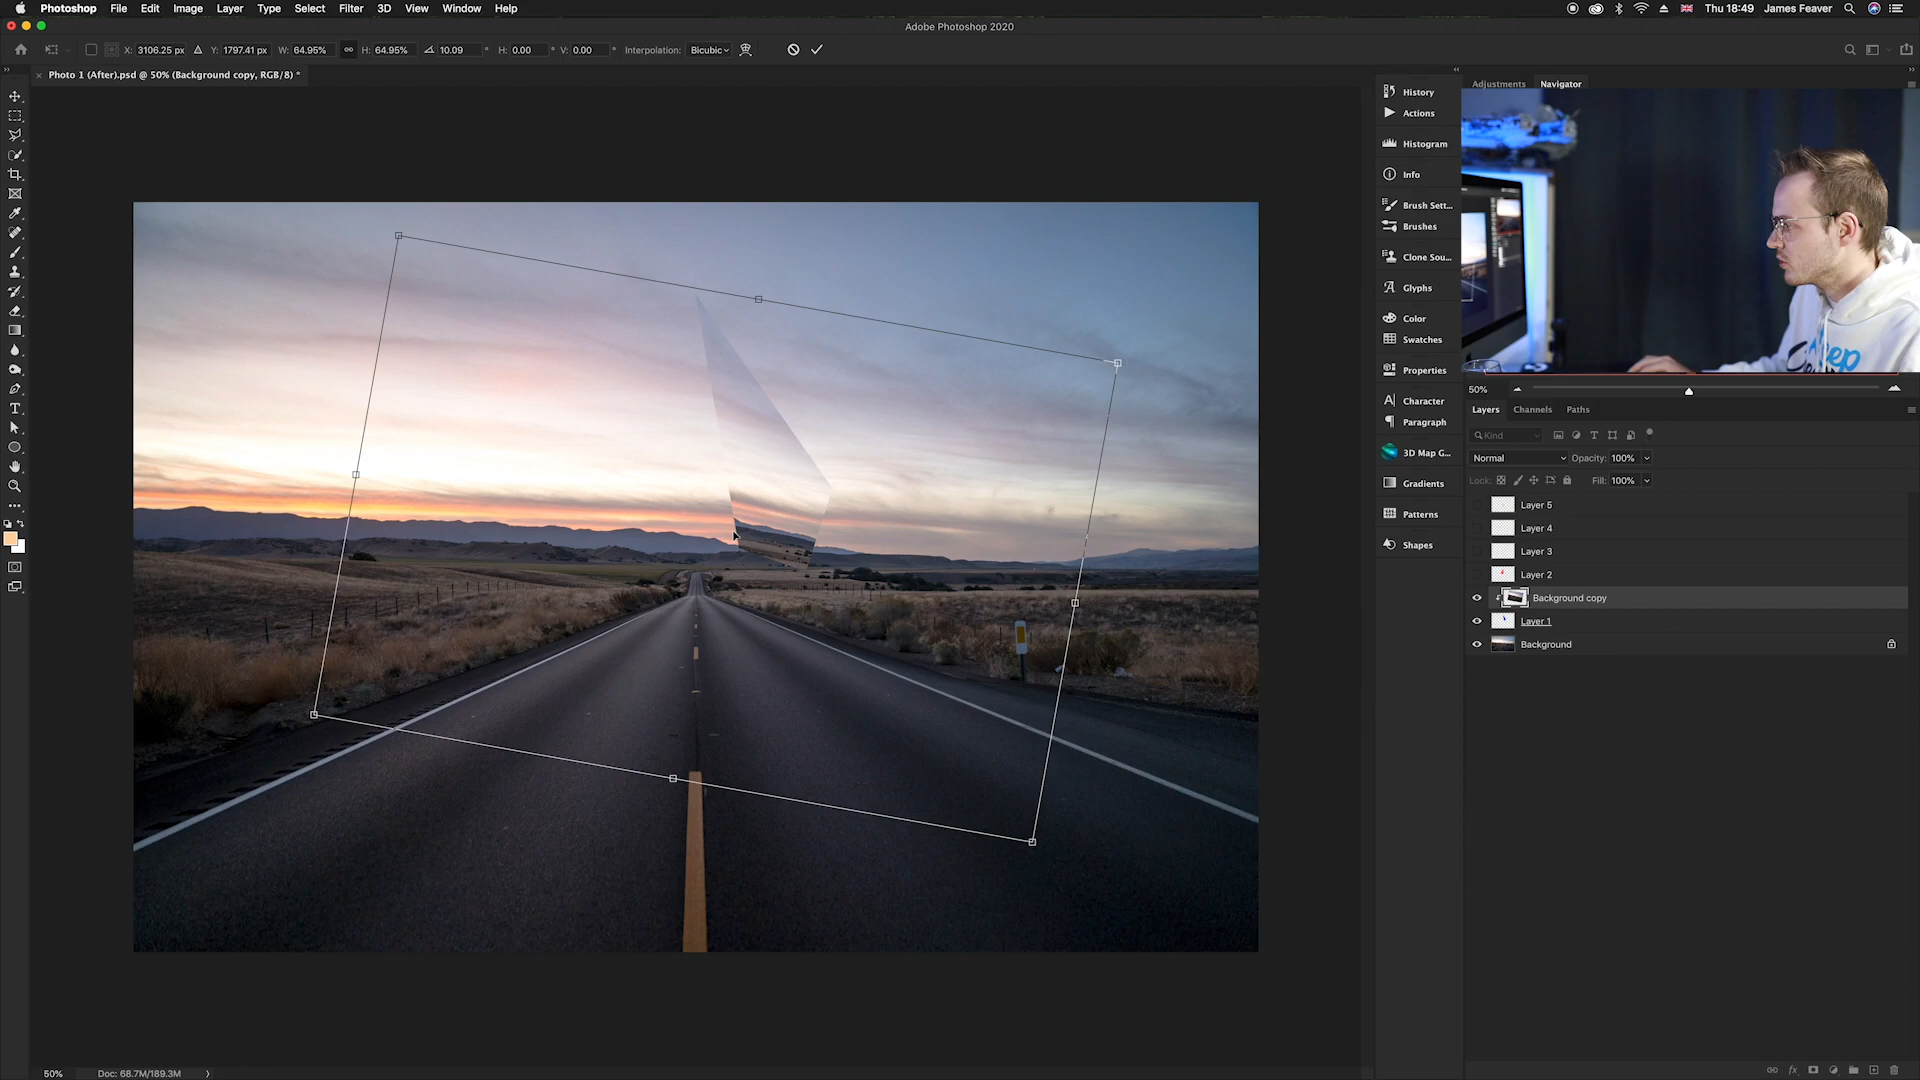 Photoshop File Edit Image Layer Type Select Filter 3D View Window Help Thu 18:49 James Feaver
Adobe Photoshop 2020
X: 3106.25 px Y: 1797.41 px W: 64.95% H: 64.95% 10.09 ° H: 0.00 ° V: 0.00 ° Interpolation: Bicubic
Photo 1 (After).psd @ 50% (Background copy, RGB/8) *
Adjustments Navigator
History
Actions
Histogram
Info
Brush Sett...
Brushes
Clone Sou...
Glyphs
Color
Swatches
Properties
Character
Paragraph
3D Map G...
Gradients
Patterns
Shapes
50%
Layers Channels Paths
Kind
Normal Opacity: 100%
Lock: Fill: 100%
Layer 5
Layer 4
Layer 3
Layer 2
Background copy
Layer 1
Background
50% Doc: 68.7M/189.3M